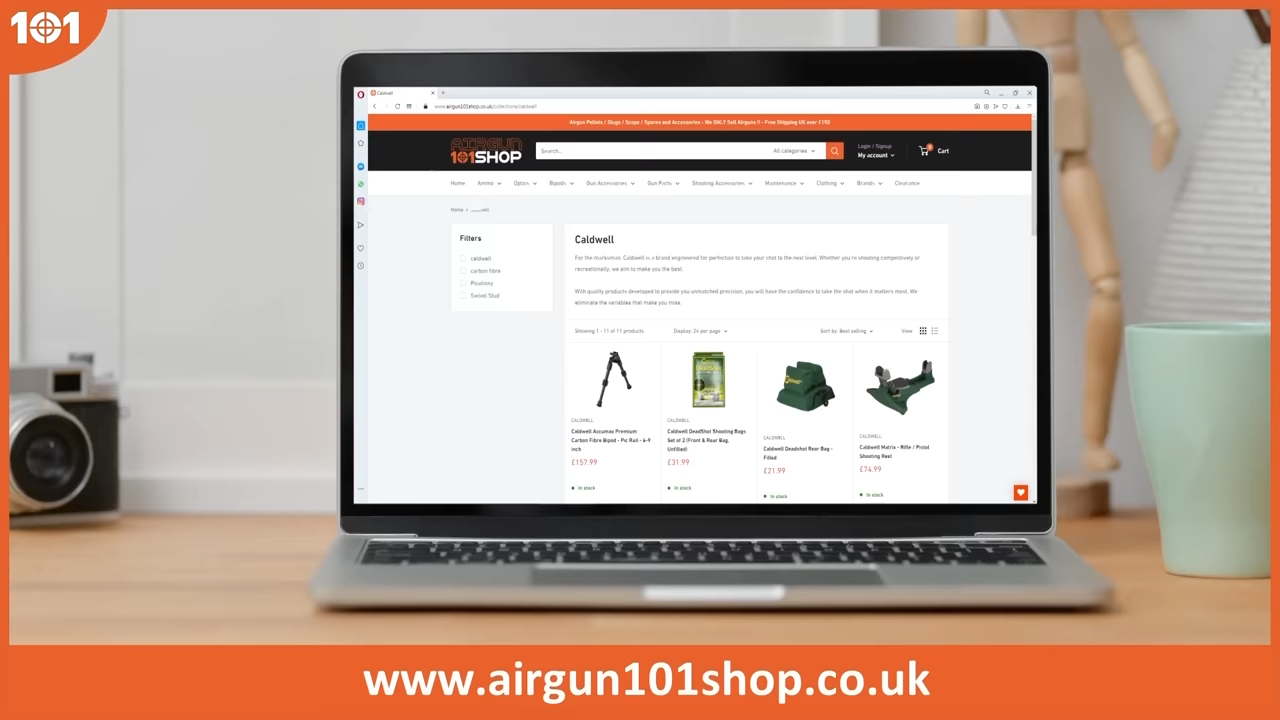 101
Caldwell
www.airgun101shop.co.uk/collections/caldwell
Airgun Pellets / Slugs / Scope / Spares and Accessories - We ONLY Sell Airguns !! - Free Shipping UK over £150
AIRGUN
101SHOP
Search...
All categories
Login / Signup
My account
Cart
Home Ammo Optics Bipods Gun Accessories Gun Parts Shooting Accessories Maintenance Clothing Brands Clearance
Home >
Filters
caldwell
carbon fibre
Picatinny
Swivel Stud
Caldwell
For the marksman, Caldwell is a brand engineered for perfection to take your shot to the next level. Whether you're shooting competitively or
recreationally, we aim to make you the best.
With quality products developed to provide you unmatched precision, you will have the confidence to take the shot when it matters most. We
eliminate the variables that make you miss.
Showing 1 - 11 of 11 products
Display: 24 per page
Sort by: Best selling
View
CALDWELL
Caldwell Accumax Premium
Carbon Fibre Bipod - Pic Rail - 6-9
inch
£157.99
In stock
CALDWELL
Caldwell DeadShot Shooting Bags
Set of 2 (Front & Rear Bag,
Unfilled)
£31.99
In stock
CALDWELL
Caldwell Deadshot Rear Bag -
Filled
£21.99
In stock
CALDWELL
Caldwell Matrix - Rifle / Pistol
Shooting Rest
£74.99
In stock
www.airgun101shop.co.uk